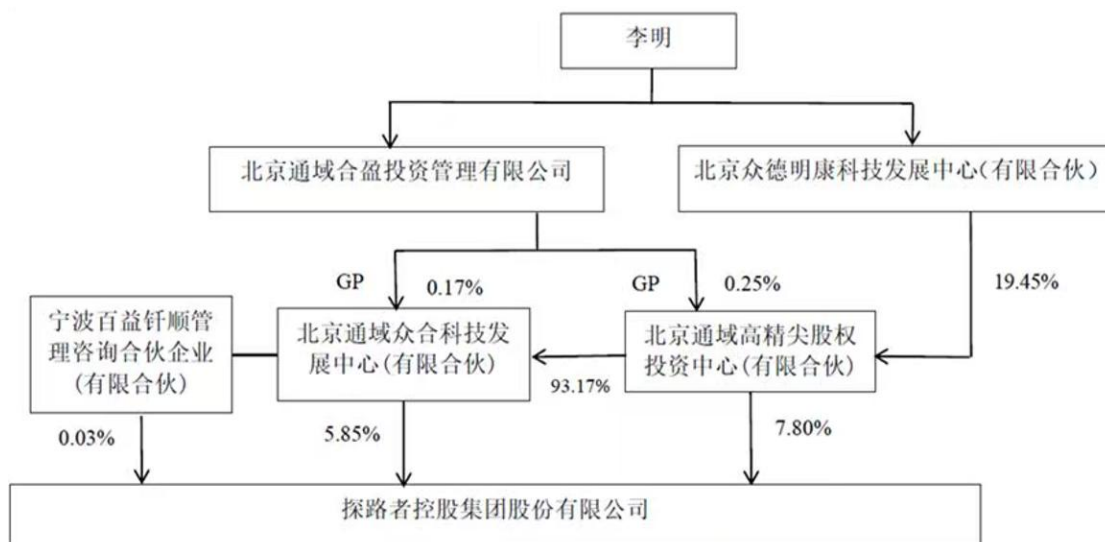 李明
北京通域合盈投资管理有限公司
北京众德明康科技发展中心(有限合伙)
GP
0.17%
GP
0.25%
19.45%
宁波百益钎顺管
理咨询合伙企业
(有限合伙)
北京通域众合科技发
展中心(有限合伙)
北京通域高精尖股权
投资中心(有限合伙)
93.17%
0.03%
5.85%
7.80%
探路者控股集团股份有限公司